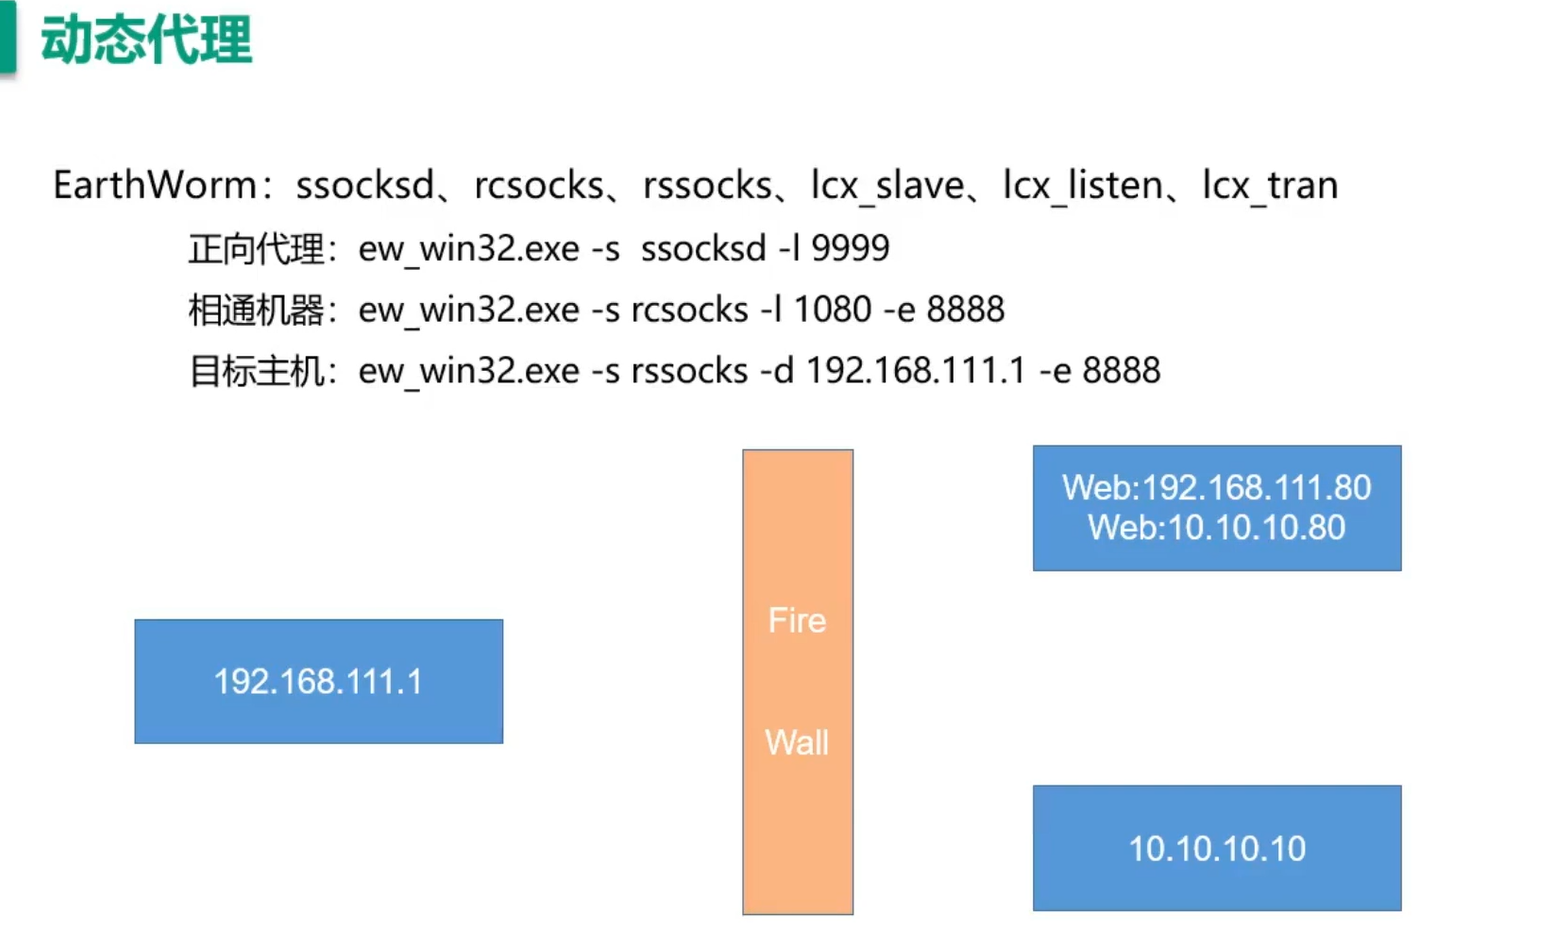 动态代理
EarthWorm：ssocksd、rcsocks、rssocks、lcx_slave、lcx_listen、lcx_tran
正向代理：ew_win32.exe -s  ssocksd -l 9999
相通机器：ew_win32.exe -s rcsocks -l 1080 -e 8888
目标主机：ew_win32.exe -s rssocks -d 192.168.111.1 -e 8888
Web:192.168.111.80
Web:10.10.10.80
Fire
192.168.111.1
Wall
10.10.10.10